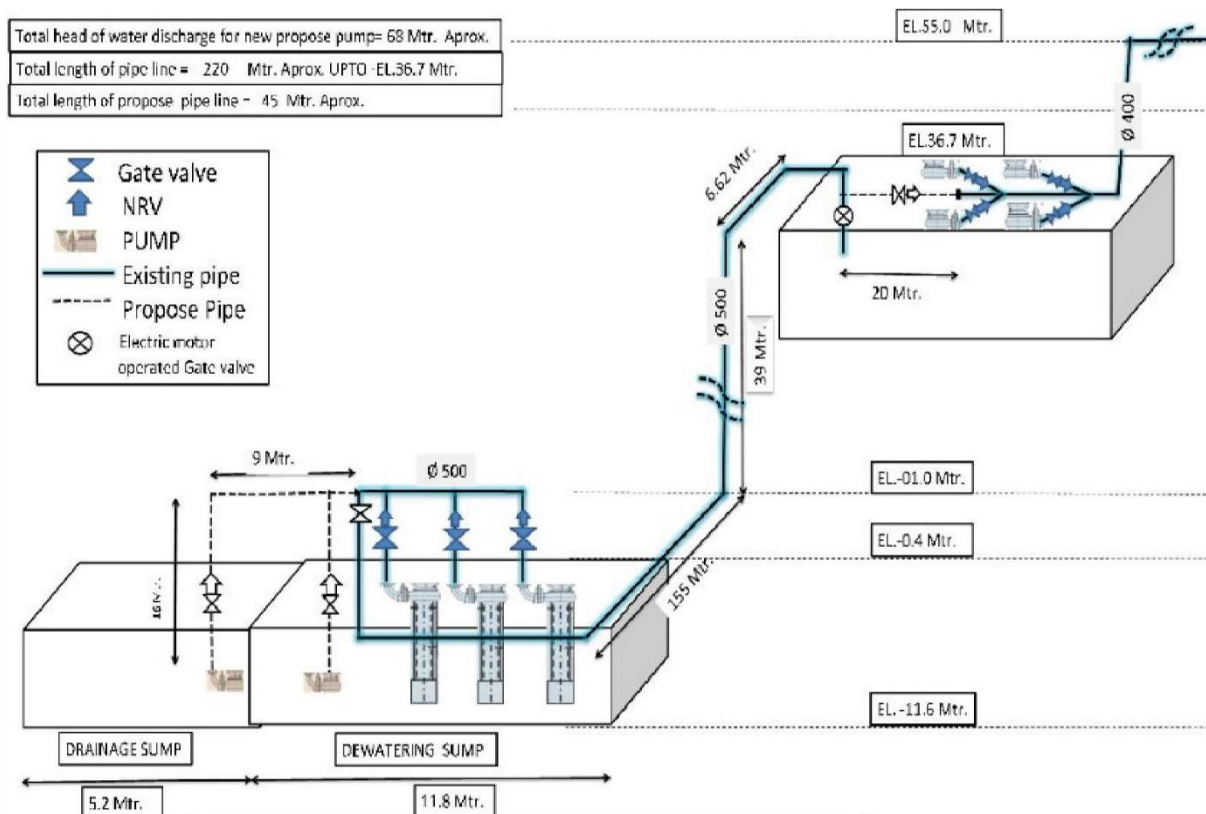 Total head of water discharge for new propose pump= 68 Mtr. Aprox.
Total length of pipe line = 220 Mtr. Aprox. UPTO -EL.36.7 Mtr.
Total length of propose pipe line - 45 Mtr. Aprox.
EL.55.0 Mtr.
Ø 400
Gate valve
NRV
PUMP
Existing pipe
Propose Pipe
Electric motor
operated Gate valve
EL.36.7 Mtr.
6.62 Mtr.
20 Mtr.
Ø 500
39 Mtr.
9 Mtr.
Ø 500
EL.-01.0 Mtr.
EL.-0.4 Mtr.
155 Mtr.
EL.-11.6 Mtr.
DRAINAGE SUMP
DEWATERING SUMP
5.2 Mtr.
11.8 Mtr.